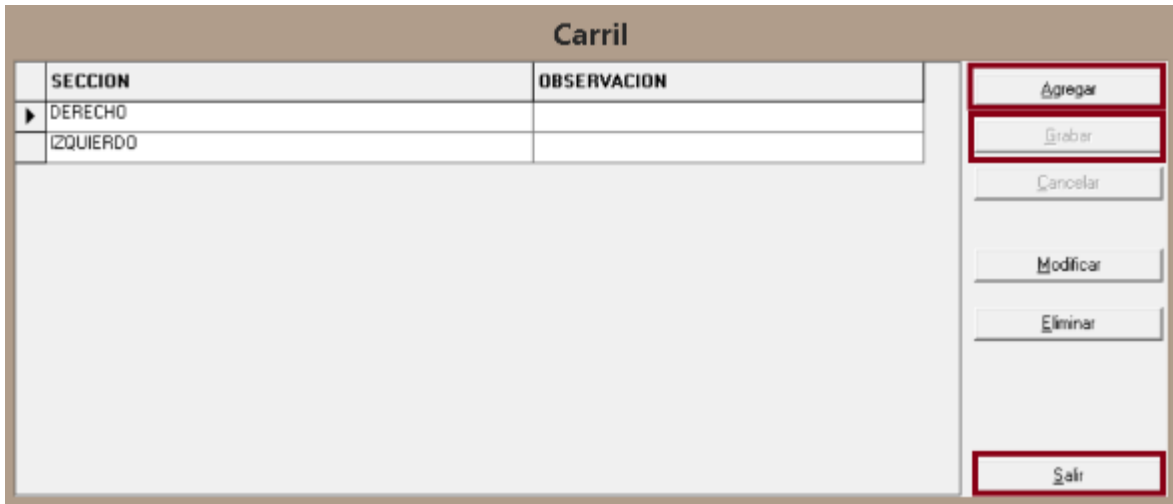 Carril
SECCION OBSERVACION
DERECHO
IZQUIERDO
Agregar
Grabar
Cancelar
Modificar
Eliminar
Salir